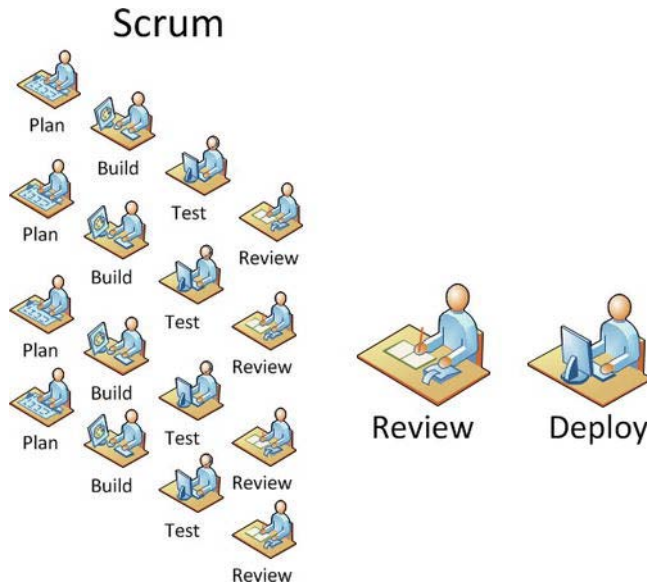 Scrum
Plan
Build
Test
Review
Plan
Build
Test
Review
Plan
Build
Test
Review
Plan
Build
Test
Review
Review
Deploy